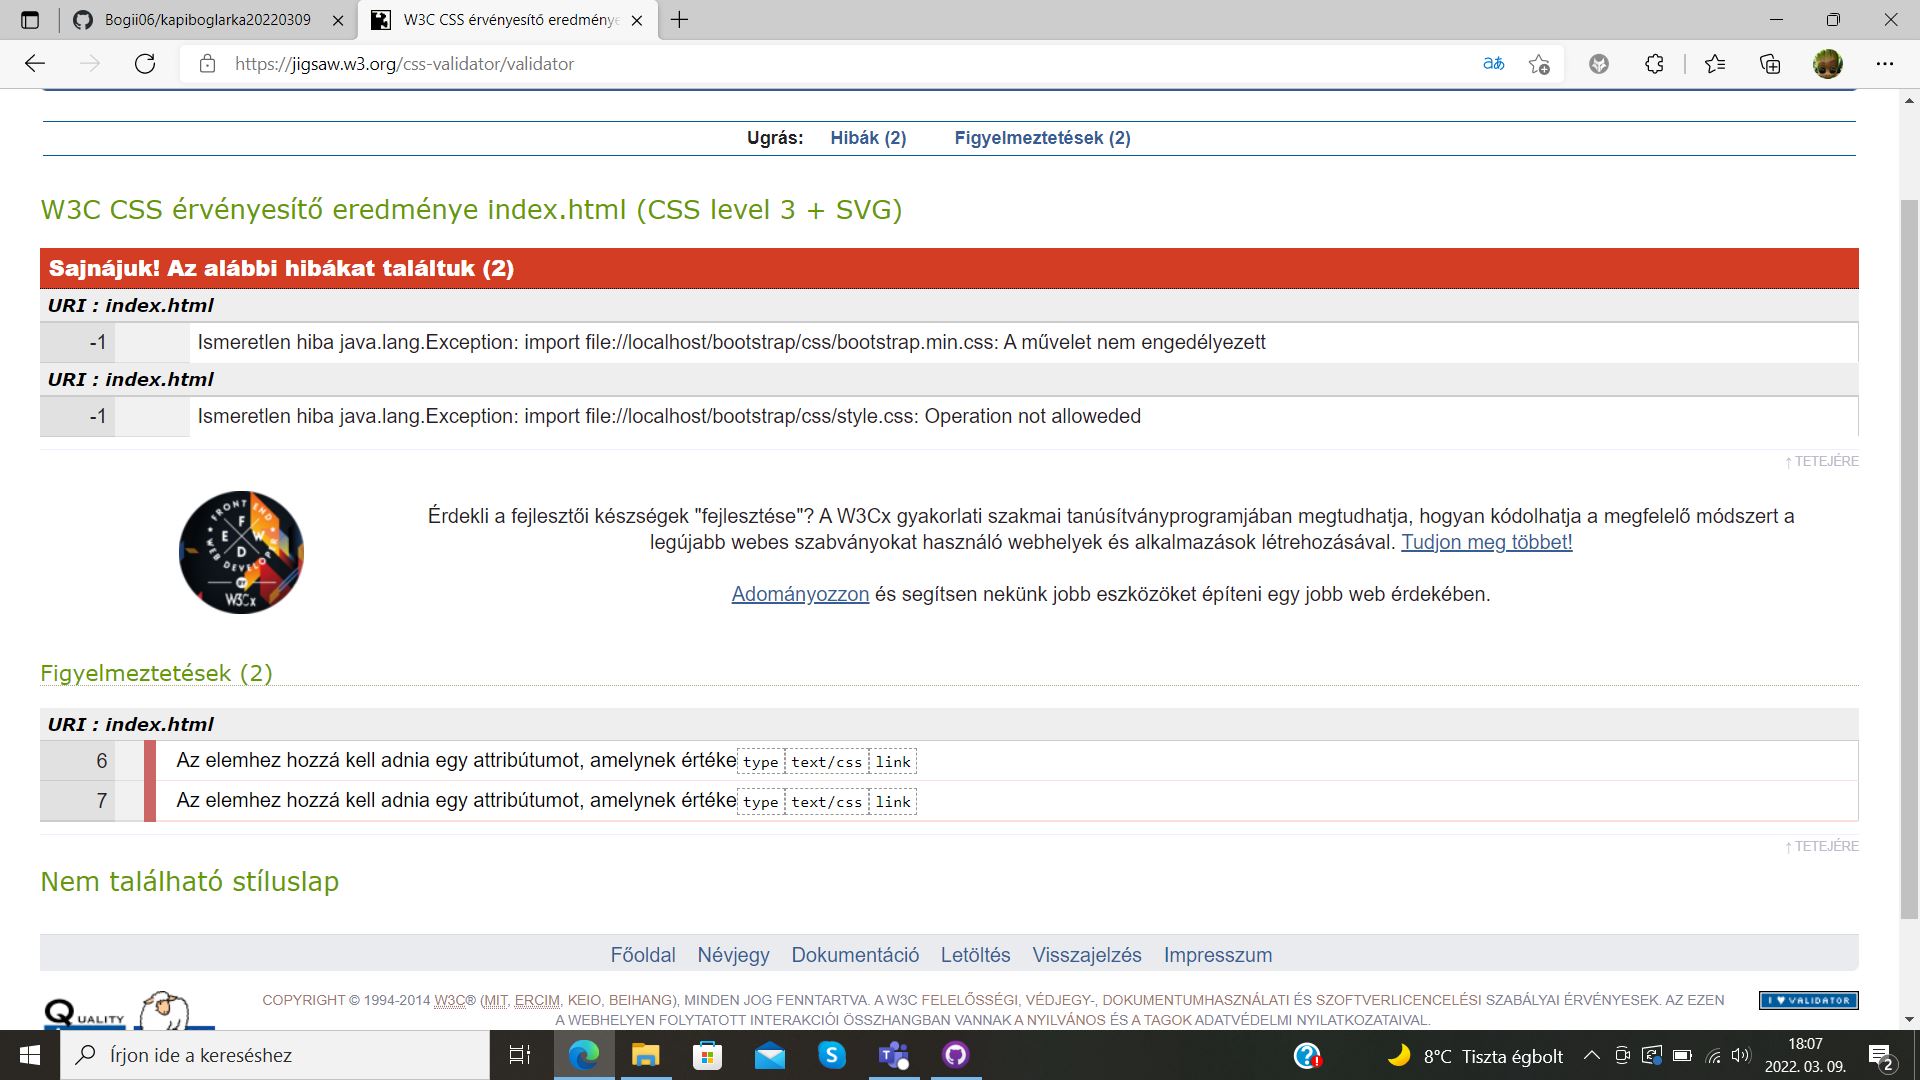 Bogii06/kapiboglarka20220309
W3C CSS érvényesítő eredménye
https://jigsaw.w3.org/css-validator/validator
Ugrás: Hibák (2) Figyelmeztetések (2)
W3C CSS érvényesítő eredménye index.html (CSS level 3 + SVG)
Sajnájuk! Az alábbi hibákat találtuk (2)
URI : index.html
-1 Ismeretlen hiba java.lang.Exception: import file://localhost/bootstrap/css/bootstrap.min.css: A művelet nem engedélyezett
URI : index.html
-1 Ismeretlen hiba java.lang.Exception: import file://localhost/bootstrap/css/style.css: Operation not alloweded
↑ TETEJÉRE
FRONT END
F E W D
WEB DEVELOPER
BY
W3Cx
Érdekli a fejlesztői készségek "fejlesztése"? A W3Cx gyakorlati szakmai tanúsítványprogramjában megtudhatja, hogyan kódolhatja a megfelelő módszert a
legújabb webes szabványokat használó webhelyek és alkalmazások létrehozásával. Tudjon meg többet!
Adományozzon és segítsen nekünk jobb eszközöket építeni egy jobb web érdekében.
Figyelmeztetések (2)
URI : index.html
6 Az elemhez hozzá kell adnia egy attribútumot, amelynek értéke type text/css link
7 Az elemhez hozzá kell adnia egy attribútumot, amelynek értéke type text/css link
↑ TETEJÉRE
Nem található stíluslap
Főoldal Névjegy Dokumentáció Letöltés Visszajelzés Impresszum
QUALITY
COPYRIGHT © 1994-2014 W3C® (MIT, ERCIM, KEIO, BEIHANG), MINDEN JOG FENNTARTVA. A W3C FELELŐSSÉGI, VÉDJEGY-, DOKUMENTUMHASZNÁLATI ÉS SZOFTVERLICENCELÉSI SZABÁLYAI ÉRVÉNYESEK. AZ EZEN
A WEBHELYEN FOLYTATOTT INTERAKCIÓI ÖSSZHANGBAN VANNAK A NYILVÁNOS ÉS A TAGOK ADATVÉDELMI NYILATKOZATAIVAL.
I ♥ VALIDATOR
Írjon ide a kereséshez
8°C Tiszta égbolt
18:07
2022. 03. 09.
2